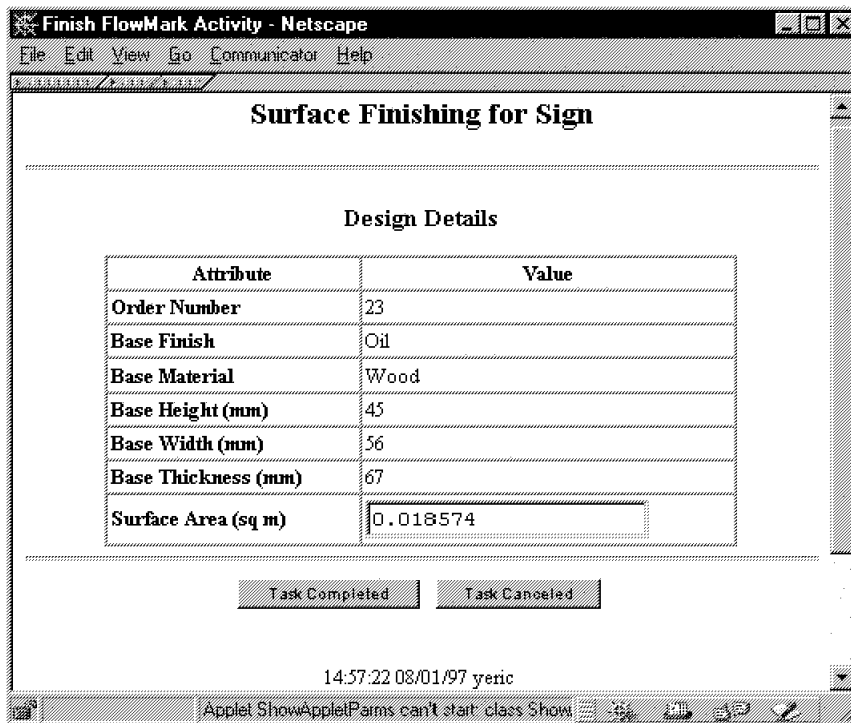 Finish FlowMark Activity - Netscape
File Edit View Go Communicator Help
Surface Finishing for Sign
Design Details
Attribute Value
Order Number 23
Base Finish Oil
Base Material Wood
Base Height (mm) 45
Base Width (mm) 56
Base Thickness (mm) 67
Surface Area (sq m) 0.018574
Task Completed Task Canceled
14:57:22 08/01/97 yeric
Applet ShowAppletParms can't start: class Show